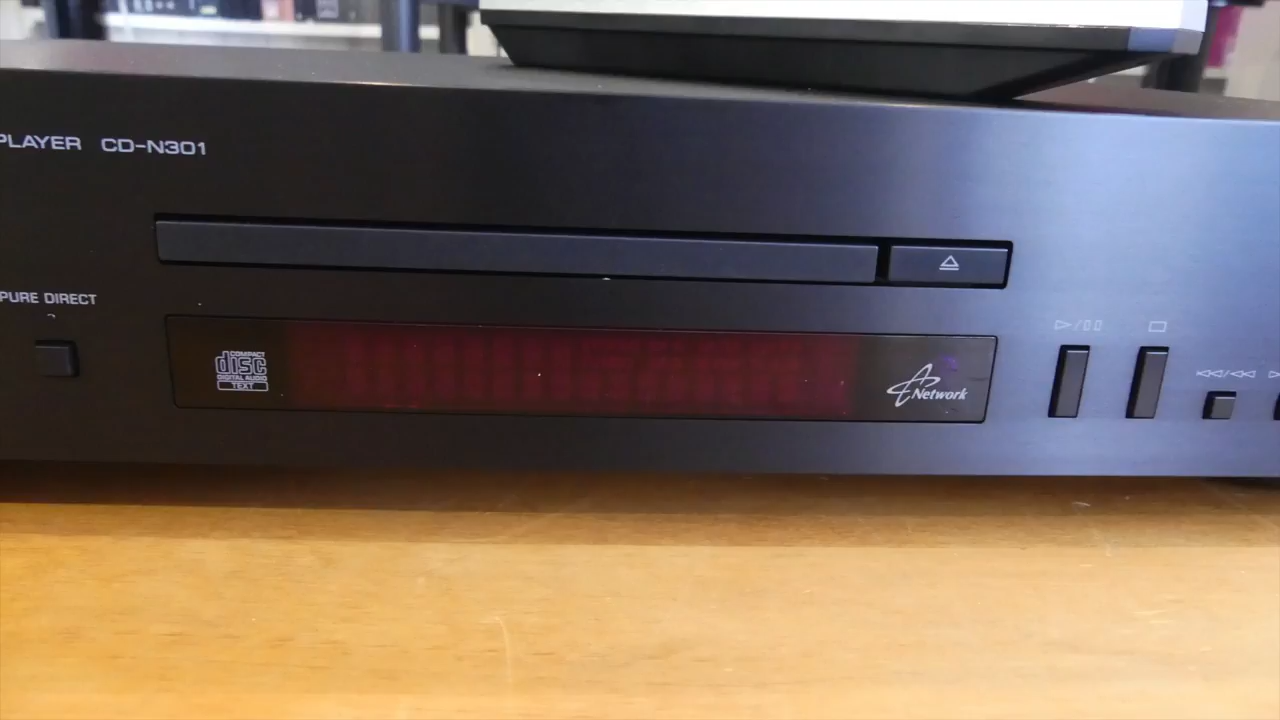 PLAYER CD-N301
PURE DIRECT
COMPACT
disc
DIGITAL AUDIO
TEXT
Network